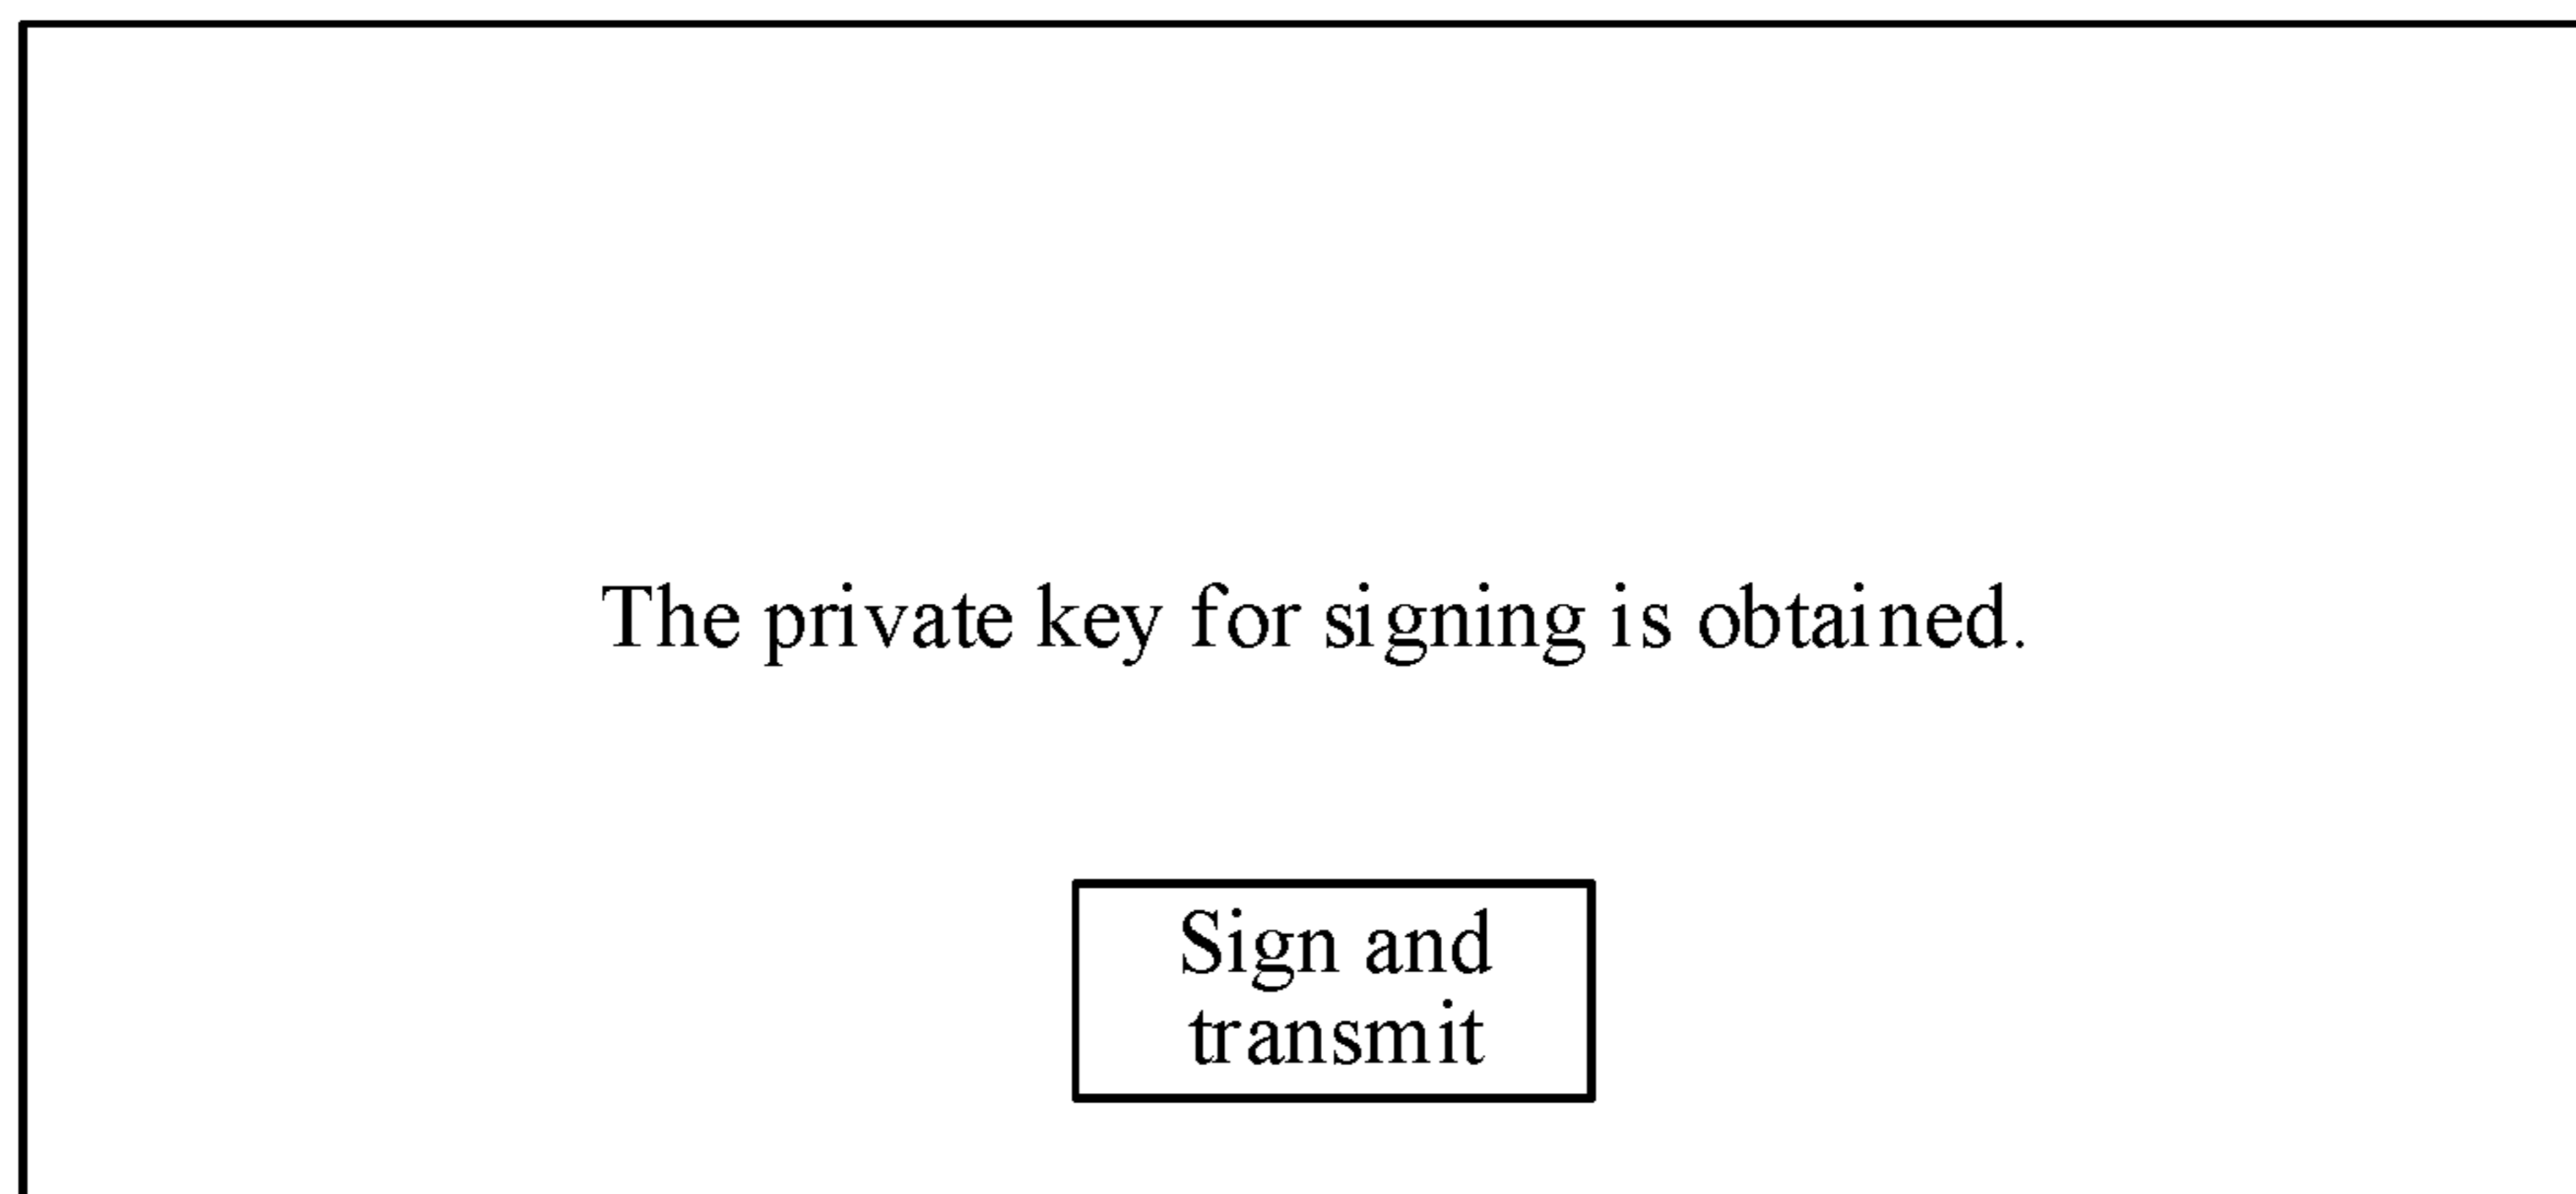 The private key for signing is obtained.
Sign and
transmit